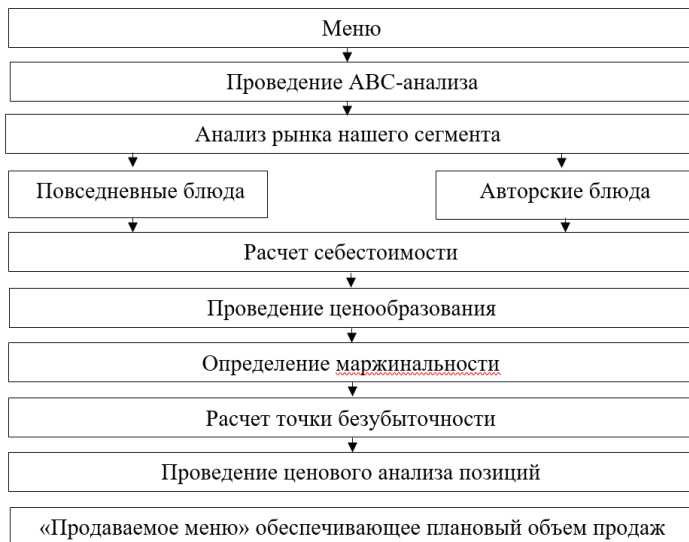 Меню
Проведение АВС-анализа
Анализ рынка нашего сегмента
Повседневные блюда
Авторские блюда
Расчет себестоимости
Проведение ценообразования
Определение маржинальности
Расчет точки безубыточности
Проведение ценового анализа позиций
«Продаваемое меню» обеспечивающее плановый объем продаж